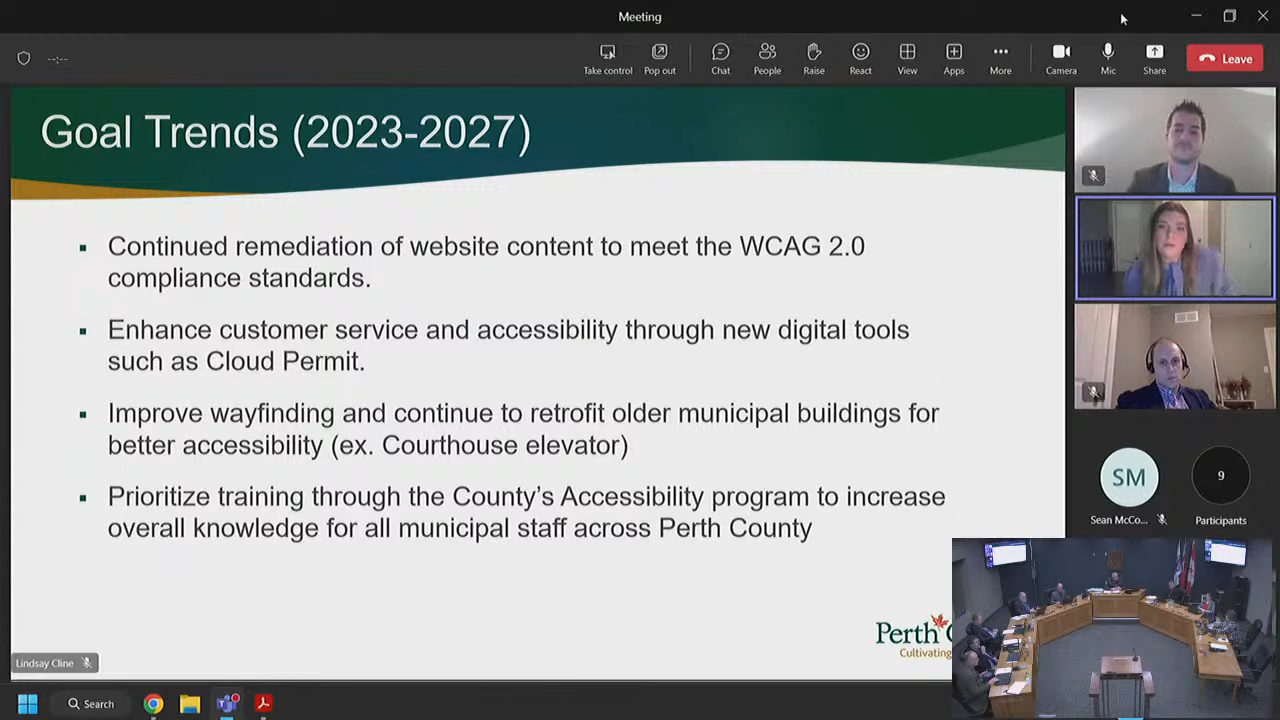 Meeting
--:--
Take control
Pop out
Chat
People
Raise
React
View
Apps
More
Camera
Mic
Share
Leave
Goal Trends (2023-2027)
Continued remediation of website content to meet the WCAG 2.0
compliance standards.
Enhance customer service and accessibility through new digital tools
such as Cloud Permit.
Improve wayfinding and continue to retrofit older municipal buildings for
better accessibility (ex. Courthouse elevator)
Prioritize training through the County’s Accessibility program to increase
overall knowledge for all municipal staff across Perth County
SM
9
Sean McCo...
Participants
Perth
Cultivating
Lindsay Cline
Search